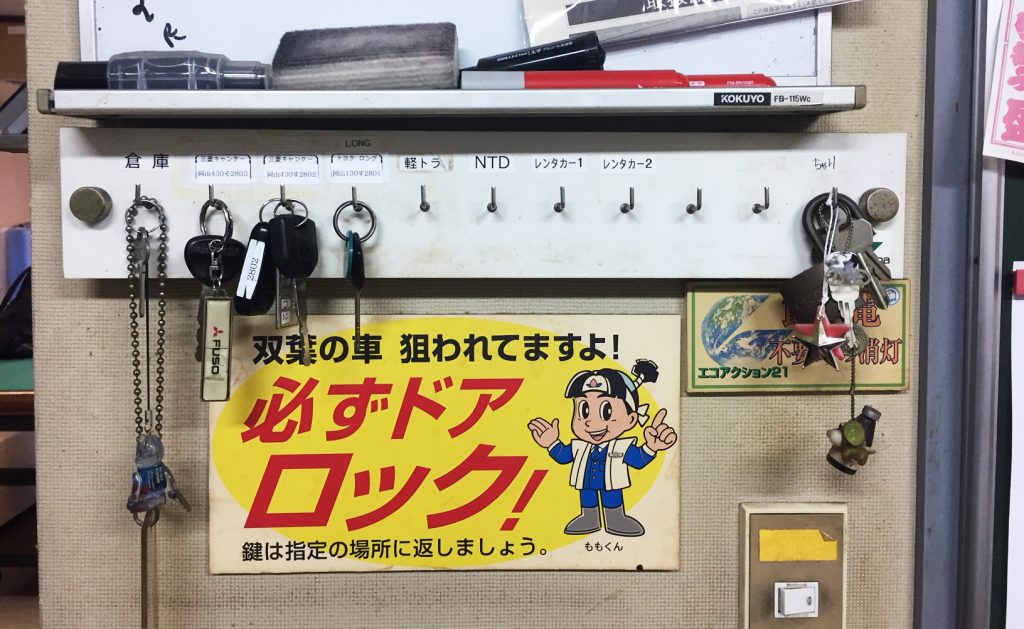 KOKUYO FB-115Wc
LONG
倉庫
三菱キャンター
岡山430そ2803
三菱キャンター
岡山430す2802
トヨタ ロング
岡山130す2801
軽トラ
NTD
レンタカー1
レンタカー2
ちゃり
2802
FUSO
双葉の車 狙われてますよ!
必ずドア
ロック!
鍵は指定の場所に返しましょう。
ももくん
節電
不要 消灯
エコアクション21